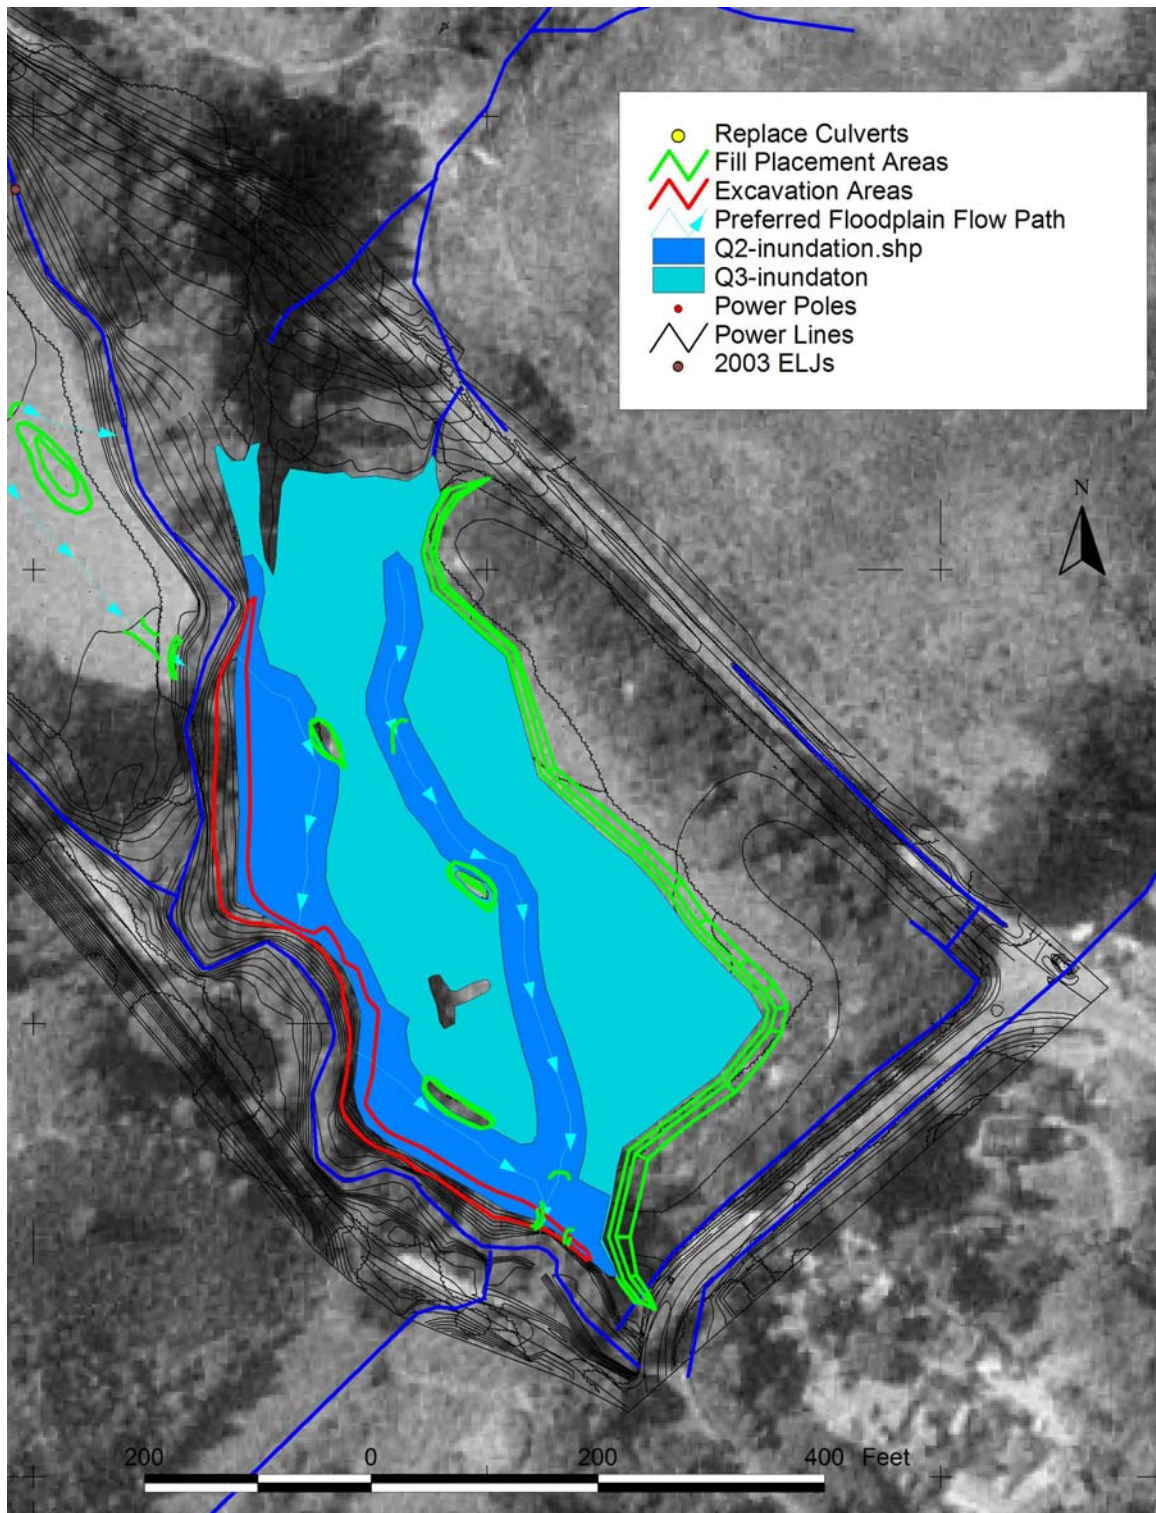 Replace Culverts
Fill Placement Areas
Excavation Areas
Preferred Floodplain Flow Path
Q2-inundation.shp
Q3-inundaton
Power Poles
Power Lines
2003 ELJs
N
200 0 200 400 Feet